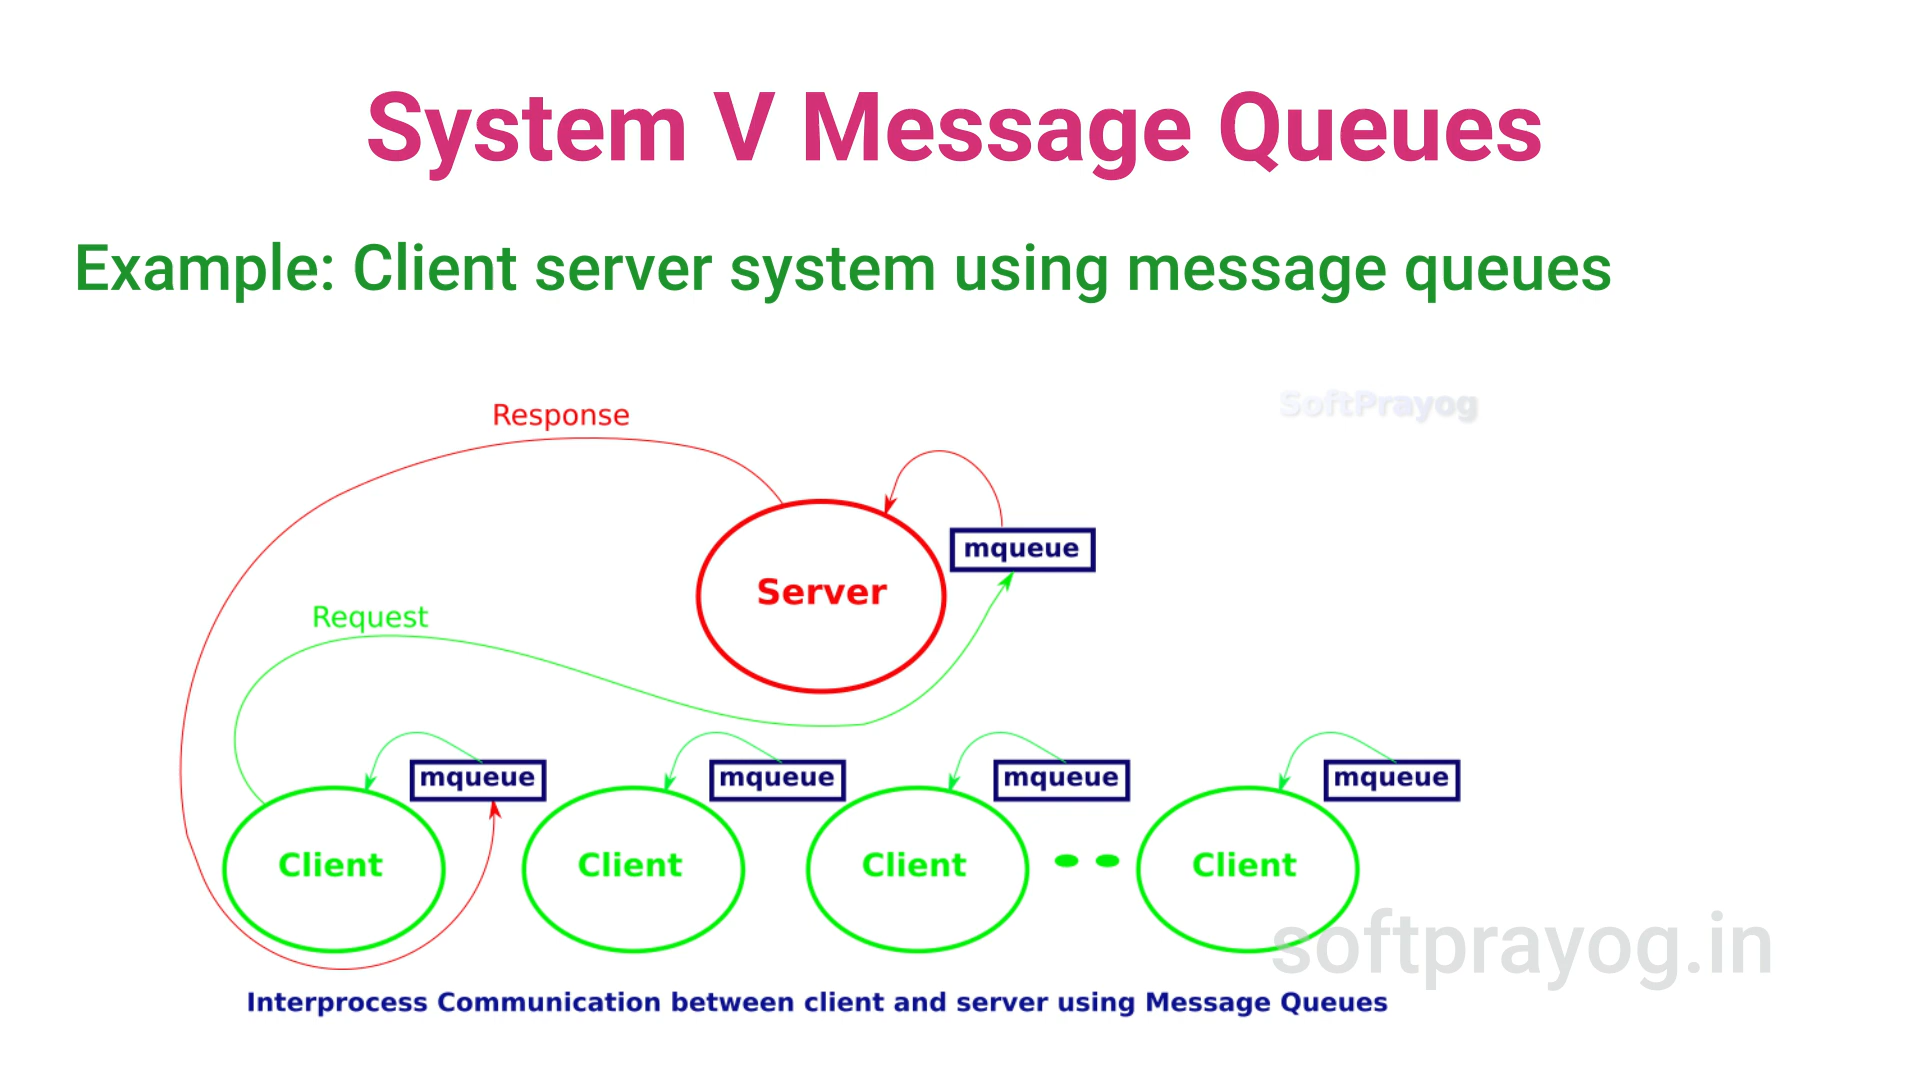 System V Message Queues
Example: Client server system using message queues
SoftPrayog
Response
mqueue
Server
Request
mqueue mqueue mqueue mqueue
Client Client Client Client
softprayog.in
Interprocess Communication between client and server using Message Queues